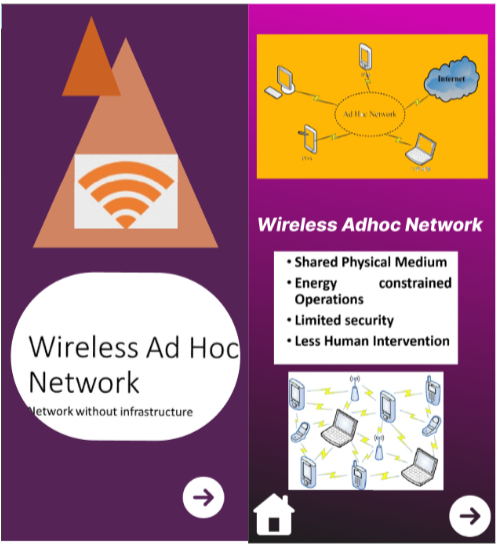 Wireless Ad Hoc
Network
Network without infrastructure
Internet
Ad Hoc Network
Wireless Adhoc Network
• Shared Physical Medium
• Energy constrained
Operations
• Limited security
• Less Human Intervention